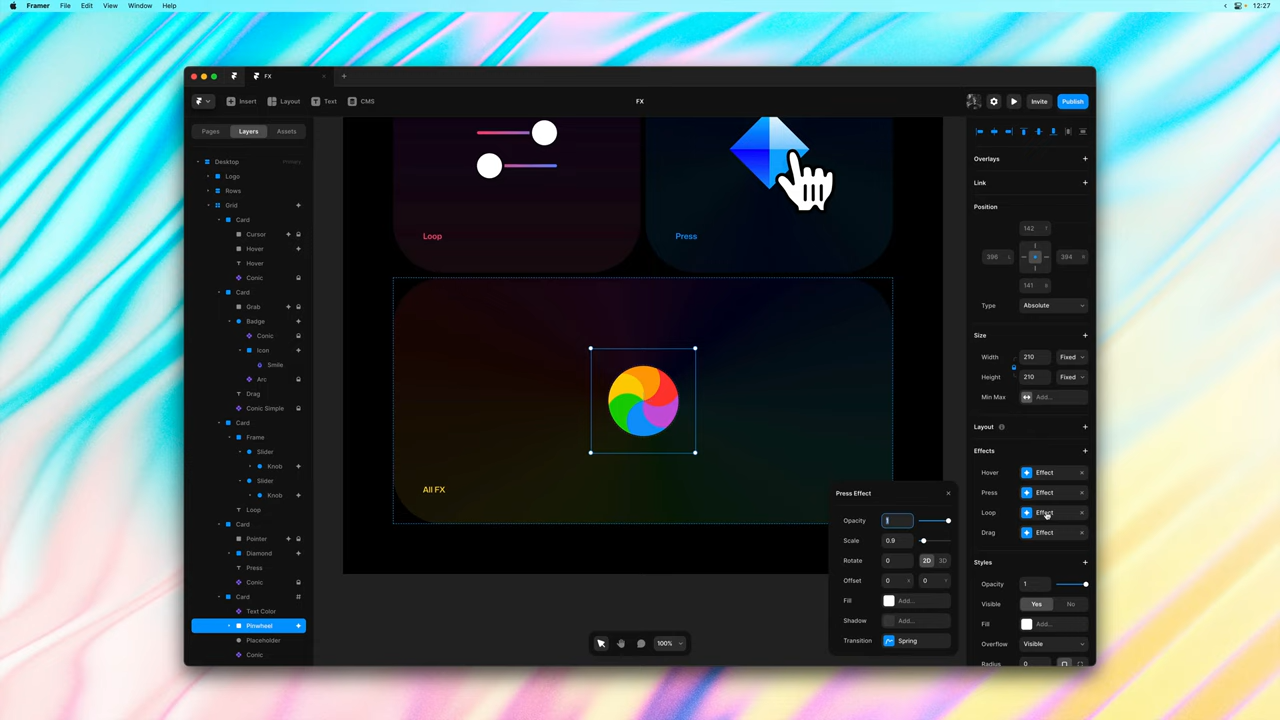 Framer File Edit View Window Help 12:27
FX
Insert Layout Text CMS FX Invite Publish
Pages Layers Assets
Desktop Primary
Logo
Rows
Grid
Card
Cursor
Hover
Hover
Conic
Card
Grab
Badge
Conic
Icon
Smile
Arc
Drag
Conic Simple
Card
Frame
Slider
Knob
Slider
Knob
Loop
Card
Pointer
Diamond
Press
Conic
Card
Text Color
Pinwheel
Placeholder
Conic
Loop
Press
All FX
100%
Press Effect
Opacity 1
Scale 0.9
Rotate 0 2D 3D
Offset 0 X 0 Y
Fill Add...
Shadow Add...
Transition Spring
Overlays
Link
Position
142 T
396 L 394 R
141 B
Type Absolute
Size
Width 210 Fixed
Height 210 Fixed
Min Max Add...
Layout
Effects
Hover Effect
Press Effect
Loop Effect
Drag Effect
Styles
Opacity 1
Visible Yes No
Fill Add...
Overflow Visible
Radius 0